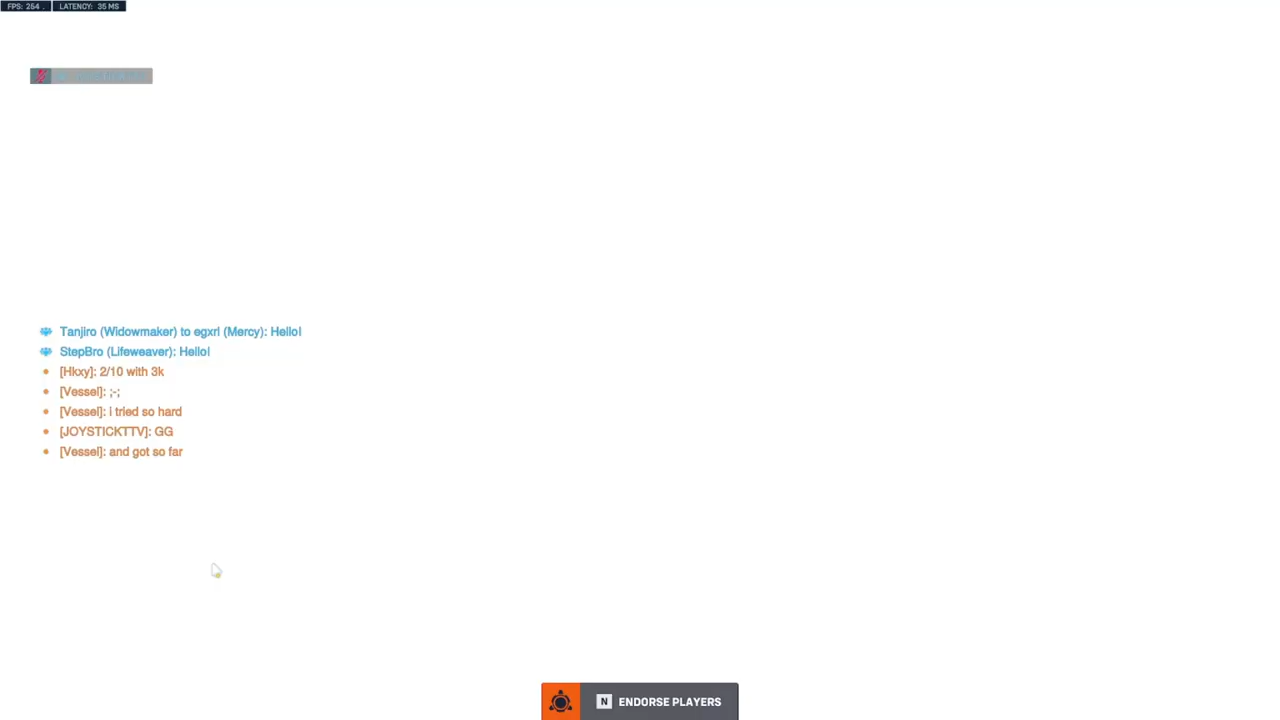 FPS: 254 . LATENCY: 35 MS
Tanjiro (Widowmaker) to egxrl (Mercy): Hello!
StepBro (Lifeweaver): Hello!
[Hkxy]: 2/10 with 3k
[Vessel]: ;-;
[Vessel]: i tried so hard
[JOYSTICKTTV]: GG
[Vessel]: and got so far
N ENDORSE PLAYERS